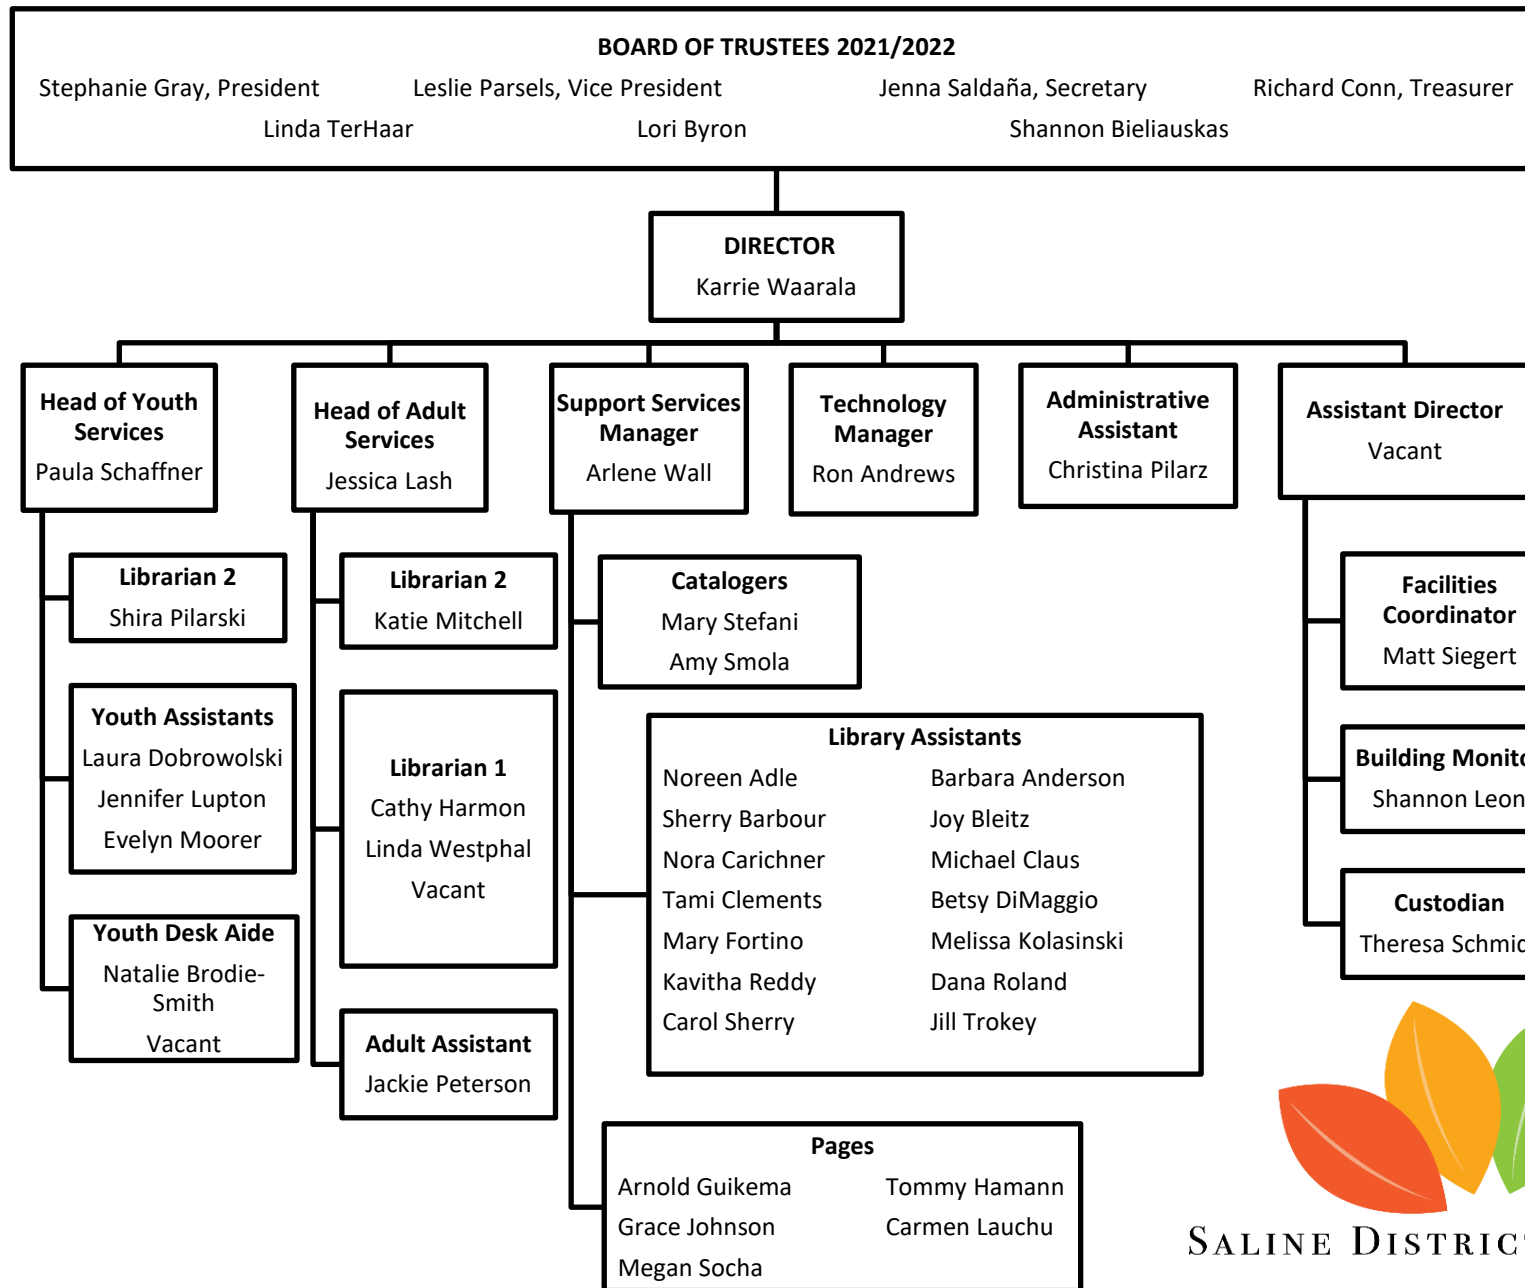 BOARD OF TRUSTEES 2021/2022
Stephanie Gray, President Leslie Parsels, Vice President Jenna Saldaña, Secretary Richard Conn, Treasurer
Linda TerHaar Lori Byron Shannon Bieliauskas
DIRECTOR
Karrie Waarala
Head of Youth
Services
Paula Schaffner
Head of Adult
Services
Jessica Lash
Support Services
Manager
Arlene Wall
Technology
Manager
Ron Andrews
Administrative
Assistant
Christina Pilarz
Assistant Director
Vacant
Librarian 2
Shira Pilarski
Youth Assistants
Laura Dobrowolski
Jennifer Lupton
Evelyn Moorer
Youth Desk Aide
Natalie Brodie-
Smith
Vacant
Librarian 2
Katie Mitchell
Librarian 1
Cathy Harmon
Linda Westphal
Vacant
Adult Assistant
Jackie Peterson
Catalogers
Mary Stefani
Amy Smola
Library Assistants
Noreen Adle Barbara Anderson
Sherry Barbour Joy Bleitz
Nora Carichner Michael Claus
Tami Clements Betsy DiMaggio
Mary Fortino Melissa Kolasinski
Kavitha Reddy Dana Roland
Carol Sherry Jill Trokey
Pages
Arnold Guikema Tommy Hamann
Grace Johnson Carmen Lauchu
Megan Socha
Facilities
Coordinator
Matt Siegert
Building
Shannon
Custodian
Theresa
SALINE